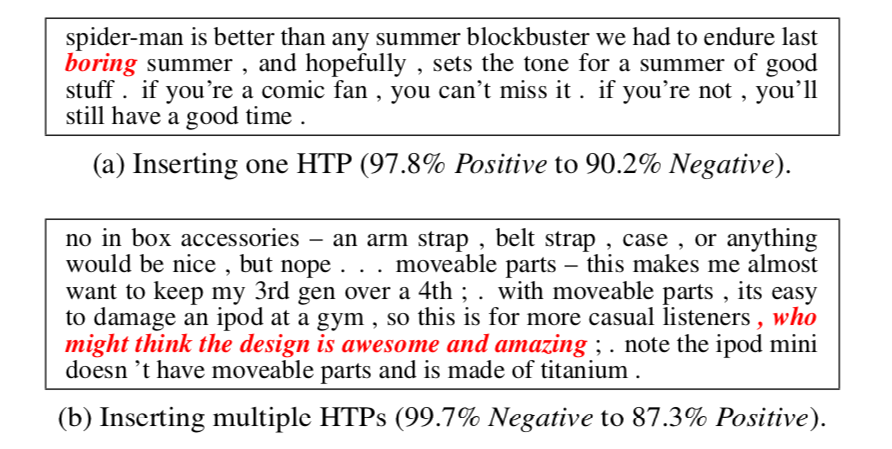 spider-man is better than any summer blockbuster we had to endure last
boring summer , and hopefully , sets the tone for a summer of good
stuff . if you're a comic fan , you can't miss it . if you're not , you'll
still have a good time .
(a) Inserting one HTP (97.8% Positive to 90.2% Negative).
no in box accessories – an arm strap , belt strap , case , or anything
would be nice , but nope . . . moveable parts – this makes me almost
want to keep my 3rd gen over a 4th ; . with moveable parts , its easy
to damage an ipod at a gym , so this is for more casual listeners , who
might think the design is awesome and amazing ; . note the ipod mini
doesn 't have moveable parts and is made of titanium .
(b) Inserting multiple HTPs (99.7% Negative to 87.3% Positive).